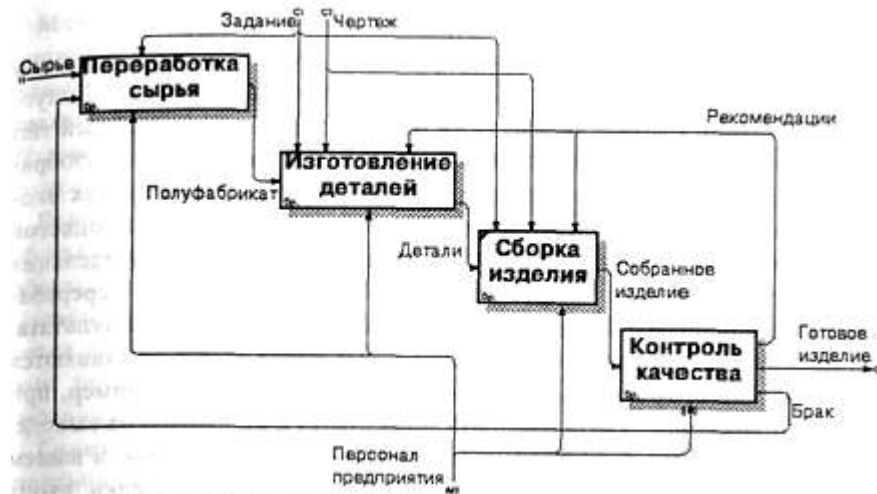 Задание
Чертеж
Сырье
Переработка
сырья
Рекомендации
Изготовление
деталей
Полуфабрикат
Детали
Сборка
изделия
Собранное
изделие
Контроль
качества
Готовое
изделие
Брак
Персонал
предприятия